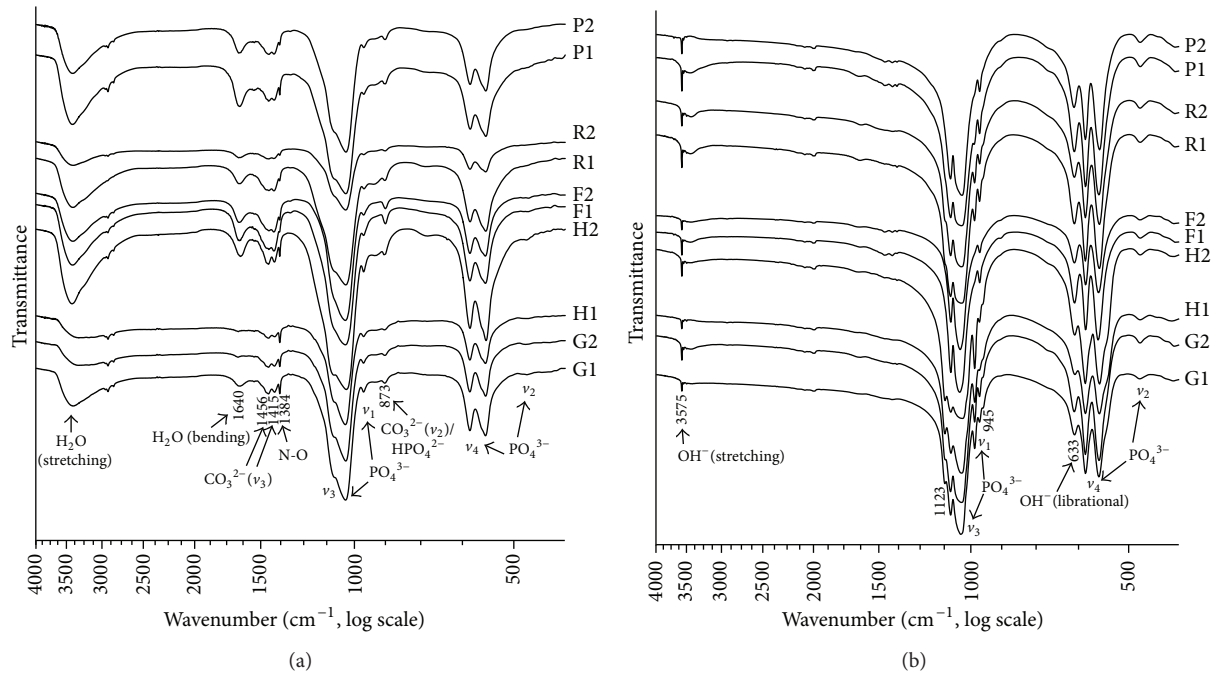 Transmittance
P2
P1
R2
R1
F2
F1
H2
H1
G2
G1
H₂O
(stretching)
H₂O (bending)
1640
1456
1415
1384
CO₃²⁻ (ν₃)
N-O
ν₃
ν₁
PO₄³⁻
873
CO₃²⁻(ν₂)/
HPO₄²⁻
ν₄
ν₂
PO₄³⁻
4000
3500
3000
2500
2000
1500
1000
500
Wavenumber (cm⁻¹, log scale)
(a)
Transmittance
P2
P1
R2
R1
F2
F1
H2
H1
G2
G1
3575
OH⁻ (stretching)
1123
945
ν₁
PO₄³⁻
ν₃
633
OH⁻ (librational)
ν₄
ν₂
PO₄³⁻
4000
3500
3000
2500
2000
1500
1000
500
Wavenumber (cm⁻¹, log scale)
(b)